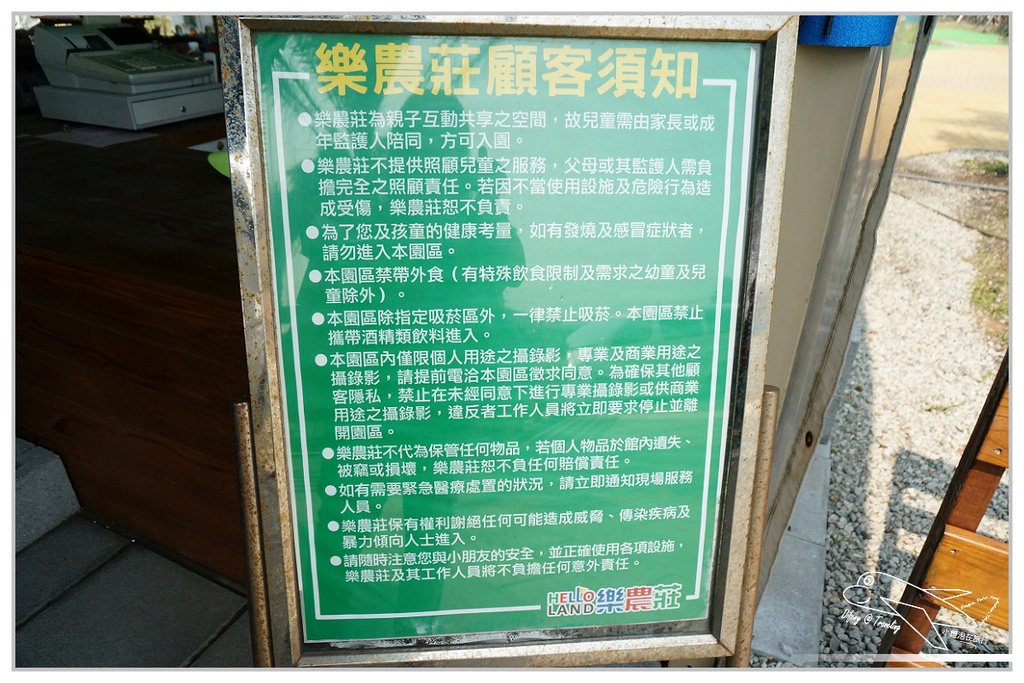 樂農莊顧客須知
●樂農莊為親子互動共享之空間，故兒童需由家長或成
年監護人陪同，方可入園。
●樂農莊不提供照顧兒童之服務，父母或其監護人需負
擔完全之照顧責任。若因不當使用設施及危險行為造
成受傷，樂農莊恕不負責。
●為了您及孩童的健康考量，如有發燒及感冒症狀者，
請勿進入本園區。
●本園區禁帶外食（有特殊飲食限制及需求之幼童及兒
童除外）。
●本園區除指定吸菸區外，一律禁止吸菸。本園區禁止
攜帶酒精類飲料進入。
●本園區內僅限個人用途之攝錄影，專業及商業用途之
攝錄影，請提前電洽本園區徵求同意。為確保其他顧
客隱私，禁止在未經同意下進行專業攝錄影或供商業
用途之攝錄影，違反者工作人員將立即要求停止並離
開園區。
●樂農莊不代為保管任何物品，若個人物品於館內遺失、
被竊或損壞，樂農莊恕不負任何賠償責任。
●如有需要緊急醫療處置的狀況，請立即通知現場服務
人員。
●樂農莊保有權利謝絕任何可能造成威脅、傳染疾病及
暴力傾向人士進入。
●請隨時注意您與小朋友的安全，並正確使用各項設施，
樂農莊及其工作人員將不負擔任何意外責任。
HELLO
LAND樂農莊